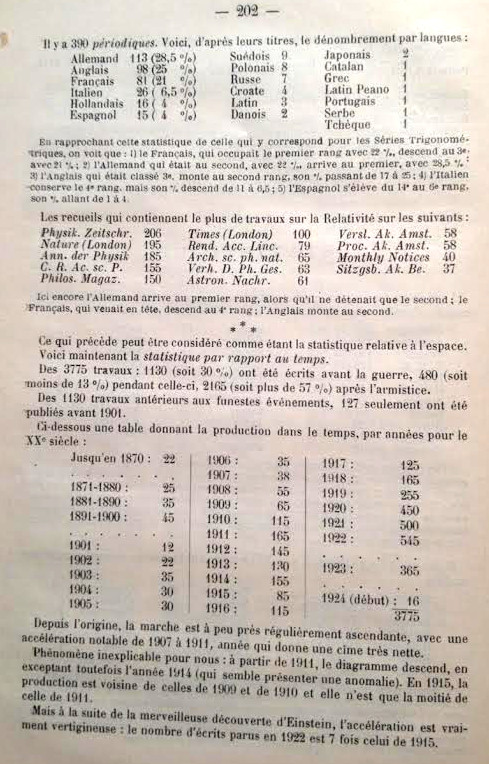 — 202 —
Il y a 390 périodiques. Voici, d'après leurs titres, le dénombrement par langues :
Allemand 113 (28,5 %) Suédois 9 Japonais 2
Anglais 98 (25 %) Polonais 8 Catalan 1
Français 81 (21 %) Russe 7 Grec 1
Italien 26 ( 6,5 %) Croate 4 Latin Peano 1
Hollandais 16 ( 4 %) Latin 3 Portugais 1
Espagnol 15 ( 4 %) Danois 2 Serbe 1
Tchèque 1
En rapprochant cette statistique de celle qui y correspond pour les Séries Trigonomé-
triques, on voit que : 1) le Français, qui occupait le premier rang avec 22 %, descend au 3e,
avec 21 % ; 2) l'Allemand qui était au second, avec 22 %, arrive au premier, avec 28,5 % ;
3) l'Anglais qui était classé 3e, monte au second rang, son % passant de 17 à 25 ; 4) l'Italien
conserve le 4e rang, mais son % descend de 11 à 6,5 ; 5) l'Espagnol s'élève du 14e au 6e rang,
son % allant de 1 à 4.
Les recueils qui contiennent le plus de travaux sur la Relativité sur les suivants :
Physik. Zeitschr. 206 Times (London) 100 Versl. Ak. Amst. 58
Nature (London) 195 Rend. Acc. Linc. 79 Proc. Ak. Amst. 58
Ann. der Physik 185 Arch. sc. ph. nat. 65 Monthly Notices 40
C. R. Ac. sc. P. 155 Verh. D. Ph. Ges. 63 Sitzgsb. Ak. Be. 37
Philos. Magaz. 150 Astron. Nachr. 61
Ici encore l'Allemand arrive au premier rang, alors qu'il ne détenait que le second ; le
Français, qui venait en tête, descend au 4e rang ; l'Anglais monte au second.
* * *
Ce qui précède peut être considéré comme étant la statistique relative à l'espace.
Voici maintenant la statistique par rapport au temps.
Des 3775 travaux : 1130 (soit 30 %) ont été écrits avant la guerre, 480 (soit
moins de 13 %) pendant celle-ci, 2165 (soit plus de 57 %) après l'armistice.
Des 1130 travaux antérieurs aux funestes événements, 127 seulement ont été
publiés avant 1901.
Ci-dessous une table donnant la production dans le temps, par années pour le
XXe siècle :
Jusqu'en 1870 : 22
. . . . . . . .
1871-1880 : 25
1881-1890 : 35
1891-1900 : 45
. . . . . . . .
1901 : 12
1902 : 22
1903 : 35
1904 : 30
1905 : 30
1906 : 35
1907 : 38
1908 : 55
1909 : 65
1910 : 115
1911 : 165
1912 : 145
1913 : 130
1914 : 155
1915 : 85
1916 : 115
1917 : 125
1918 : 165
1919 : 255
1920 : 450
1921 : 500
1922 : 545
. . . . . . . .
1923 : 365
. . . . . . . .
1924 (début) : 16
3775
Depuis l'origine, la marche est à peu près régulièrement ascendante, avec une
accélération notable de 1907 à 1911, année qui donne une cime très nette.
Phénomène inexplicable pour nous : à partir de 1911, le diagramme descend, en
exceptant toutefois l'année 1914 (qui semble présenter une anomalie). En 1915, la
production est voisine de celles de 1909 et de 1910 et elle n'est que la moitié de
celle de 1911.
Mais à la suite de la merveilleuse découverte d'Einstein, l'accélération est vrai-
ment vertigineuse : le nombre d'écrits parus en 1922 est 7 fois celui de 1915.